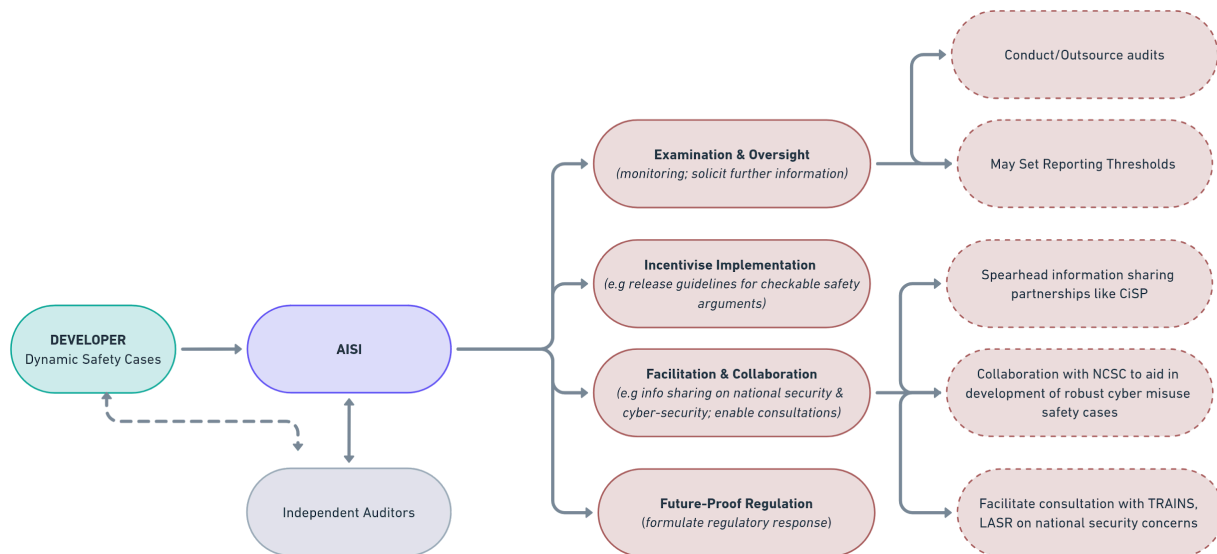 DEVELOPER
Dynamic Safety Cases
AISI
Independent Auditors
Examination & Oversight
(monitoring; solicit further information)
Incentivise Implementation
(e.g release guidelines for checkable safety
arguments)
Facilitation & Collaboration
(e.g info sharing on national security &
cyber-security; enable consultations)
Future-Proof Regulation
(formulate regulatory response)
Conduct/Outsource audits
May Set Reporting Thresholds
Spearhead information sharing
partnerships like CiSP
Collaboration with NCSC to aid in
development of robust cyber misuse
safety cases
Facilitate consultation with TRAINS,
LASR on national security concerns